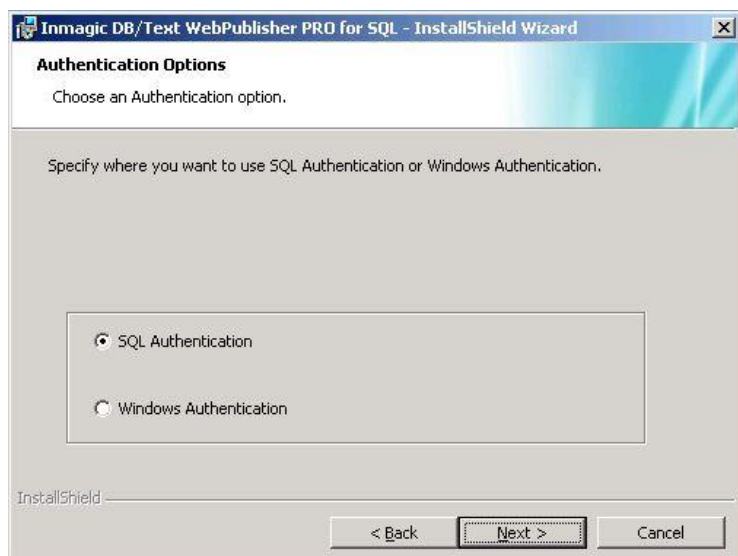 Inmagic DB/Text WebPublisher PRO for SQL - InstallShield Wizard
Authentication Options
Choose an Authentication option.
Specify where you want to use SQL Authentication or Windows Authentication.
SQL Authentication
Windows Authentication
InstallShield
< Back Next > Cancel